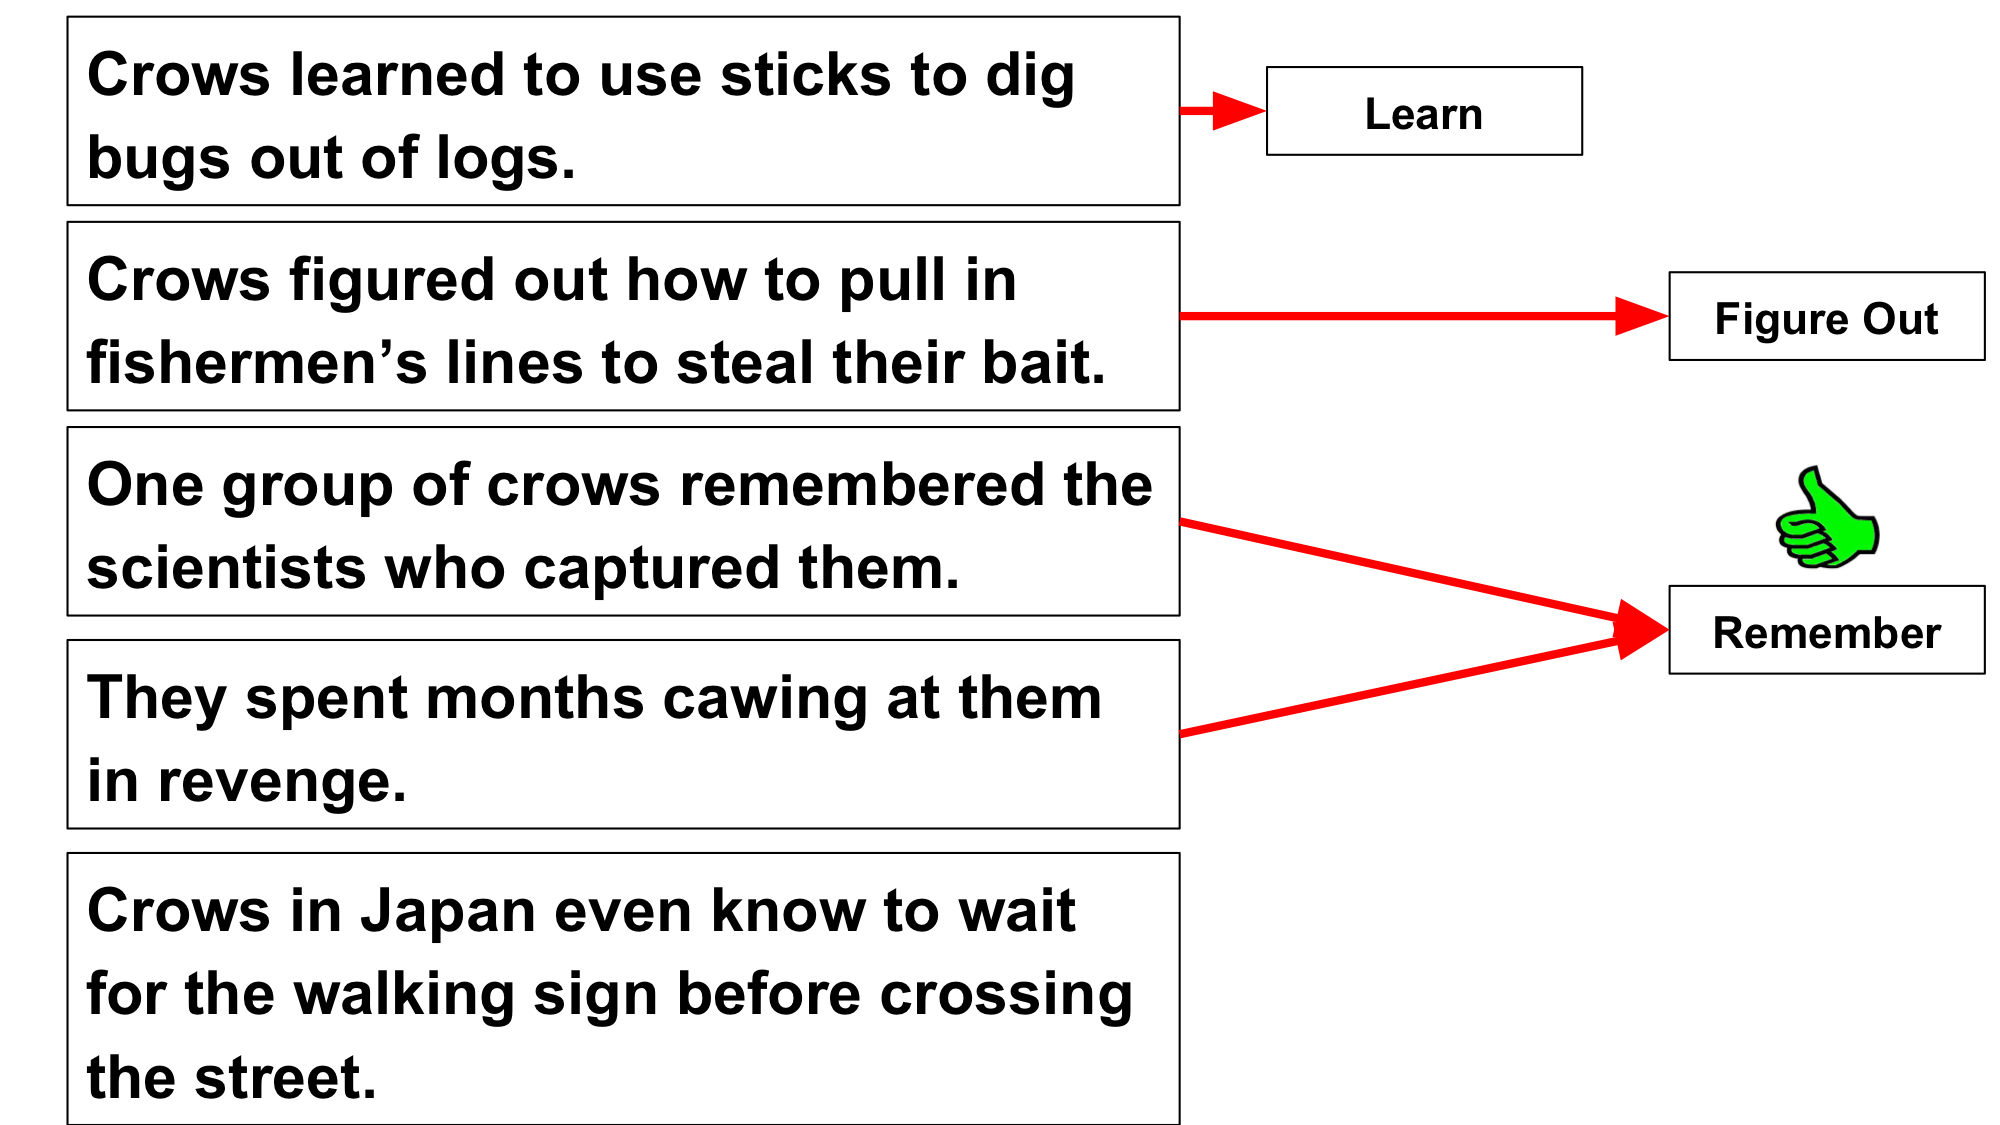 Crows learned to use sticks to dig
bugs out of logs.
Learn
Crows figured out how to pull in
fishermen’s lines to steal their bait.
Figure Out
One group of crows remembered the
scientists who captured them.
Remember
They spent months cawing at them
in revenge.
Crows in Japan even know to wait
for the walking sign before crossing
the street.